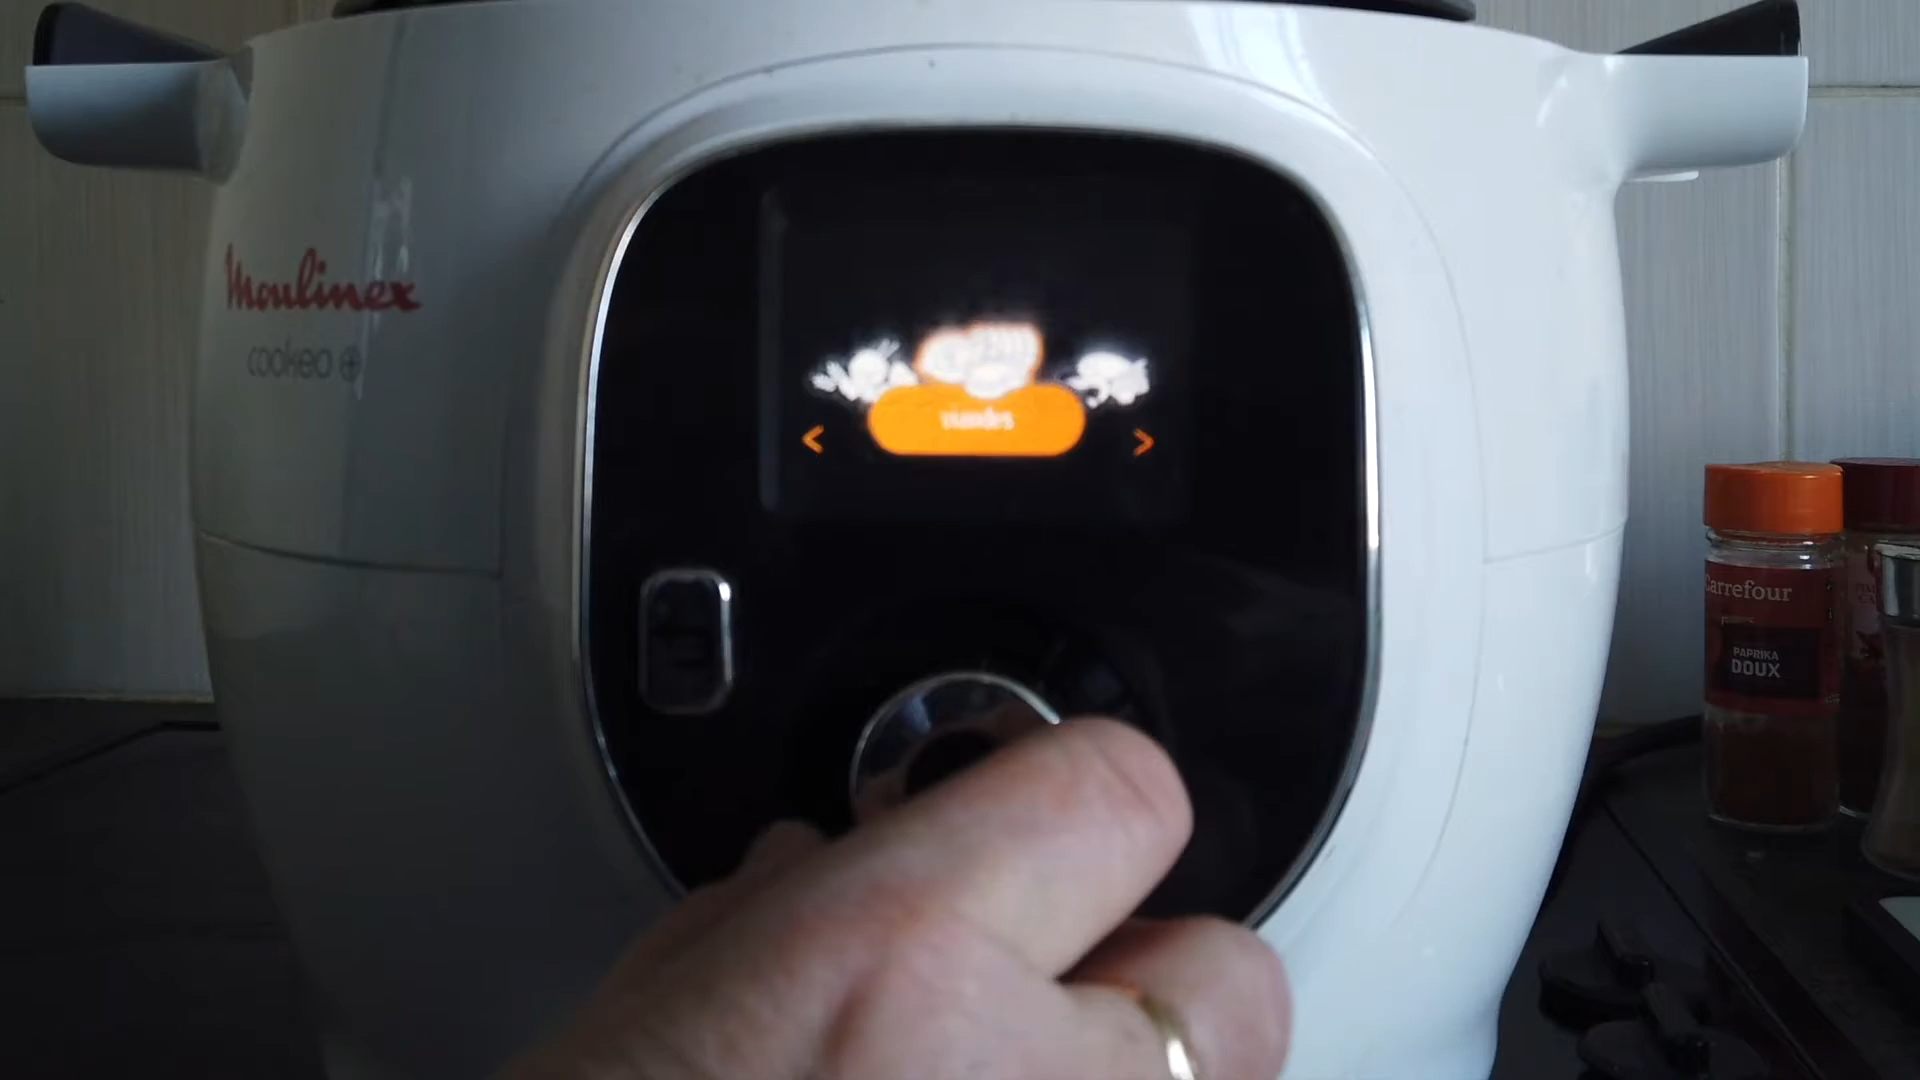 Moulinex
cookeo +
viandes
< >
Carrefour
PAPRIKA
DOUX